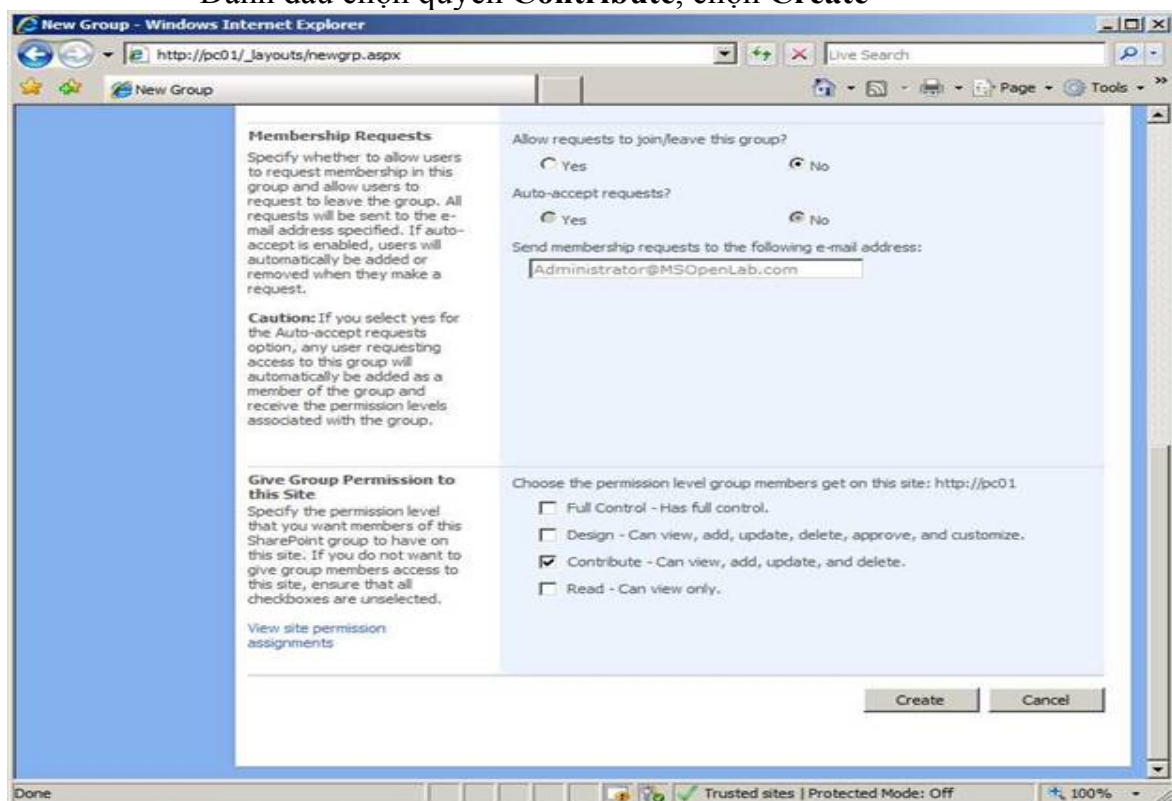 Đánh dấu chọn quyền Contribute, chọn Create
New Group - Windows Internet Explorer
http://pc01/_layouts/newgrp.aspx
Live Search
New Group
Page
Tools
Membership Requests
Specify whether to allow users
to request membership in this
group and allow users to
request to leave the group. All
requests will be sent to the e-
mail address specified. If auto-
accept is enabled, users will
automatically be added or
removed when they make a
request.
Caution: If you select yes for
the Auto-accept requests
option, any user requesting
access to this group will
automatically be added as a
member of the group and
receive the permission levels
associated with the group.
Allow requests to join/leave this group?
Yes
No
Auto-accept requests?
Yes
No
Send membership requests to the following e-mail address:
Administrator@MSOpenLab.com
Give Group Permission to
this Site
Specify the permission level
that you want members of this
SharePoint group to have on
this site. If you do not want to
give group members access to
this site, ensure that all
checkboxes are unselected.
View site permission
assignments
Choose the permission level group members get on this site: http://pc01
Full Control - Has full control.
Design - Can view, add, update, delete, approve, and customize.
Contribute - Can view, add, update, and delete.
Read - Can view only.
Create
Cancel
Done
Trusted sites | Protected Mode: Off
100%